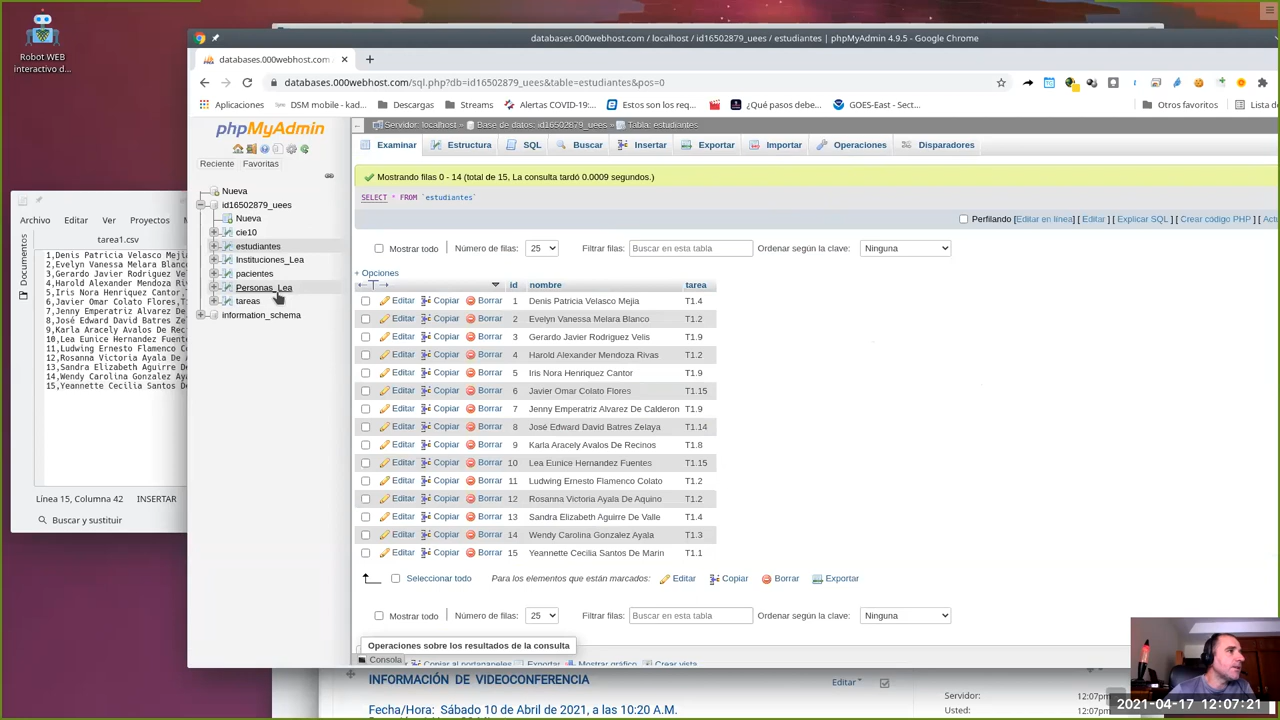 Robot WEB
interactivo d...
databases.000webhost.com / localhost / id16502879_uees / estudiantes | phpMyAdmin 4.9.5 - Google Chrome
databases.000webhost.com
databases.000webhost.com/sql.php?db=id16502879_uees&table=estudiantes&pos=0
Aplicaciones DSM mobile - kad... Descargas Streams Alertas COVID-19:... Estos son los req... ¿Qué pasos debe... GOES-East - Sect... Otros favoritos Lista d
phpMyAdmin
Reciente Favoritas
Nueva
id16502879_uees
Nueva
cie10
estudiantes
Instituciones_Lea
pacientes
Personas_Lea
tareas
information_schema
Servidor: localhost » Base de datos: id16502879_uees » Tabla: estudiantes
Examinar Estructura SQL Buscar Insertar Exportar Importar Operaciones Disparadores
Mostrando filas 0 - 14 (total de 15, La consulta tardó 0.0009 segundos.)
SELECT * FROM `estudiantes`
Perfilando [Editar en línea] [ Editar ] [ Explicar SQL ] [ Crear código PHP ] [ Actu
Mostrar todo Número de filas: 25 Filtrar filas: Buscar en esta tabla Ordenar según la clave: Ninguna
+ Opciones
id nombre tarea
Editar Copiar Borrar 1 Denis Patricia Velasco Mejia T1.4
Editar Copiar Borrar 2 Evelyn Vanessa Melara Blanco T1.2
Editar Copiar Borrar 3 Gerardo Javier Rodriguez Velis T1.9
Editar Copiar Borrar 4 Harold Alexander Mendoza Rivas T1.2
Editar Copiar Borrar 5 Iris Nora Henriquez Cantor T1.9
Editar Copiar Borrar 6 Javier Omar Colato Flores T1.15
Editar Copiar Borrar 7 Jenny Emperatriz Alvarez De Calderon T1.9
Editar Copiar Borrar 8 José Edward David Batres Zelaya T1.14
Editar Copiar Borrar 9 Karla Aracely Avalos De Recinos T1.8
Editar Copiar Borrar 10 Lea Eunice Hernandez Fuentes T1.15
Editar Copiar Borrar 11 Ludwing Ernesto Flamenco Colato T1.2
Editar Copiar Borrar 12 Rosanna Victoria Ayala De Aquino T1.2
Editar Copiar Borrar 13 Sandra Elizabeth Aguirre De Valle T1.4
Editar Copiar Borrar 14 Wendy Carolina Gonzalez Ayala T1.3
Editar Copiar Borrar 15 Yeannette Cecilia Santos De Marin T1.1
Seleccionar todo Para los elementos que están marcados: Editar Copiar Borrar Exportar
Mostrar todo Número de filas: 25 Filtrar filas: Buscar en esta tabla Ordenar según la clave: Ninguna
Operaciones sobre los resultados de la consulta
Consola Copiar al portapapeles Exportar Mostrar gráfico Crear vista
Archivo Editar Ver Proyectos
Documentos
tarea1.csv
1,Denis Patricia Velasco Mejia
2,Evelyn Vanessa Melara Blanco
3,Gerardo Javier Rodriguez Ve
4,Harold Alexander Mendoza Ri
5,Iris Nora Henriquez Cantor
6,Javier Omar Colato Flores,T
7,Jenny Emperatriz Alvarez De
8,José Edward David Batres Ze
9,Karla Aracely Avalos De Rec
10,Lea Eunice Hernandez Fuent
11,Ludwing Ernesto Flamenco C
12,Rosanna Victoria Ayala De A
13,Sandra Elizabeth Aguirre De
14,Wendy Carolina Gonzalez Ay
15,Yeannette Cecilia Santos D
Línea 15, Columna 42 INSERTAR
Buscar y sustituir
INFORMACIÓN DE VIDEOCONFERENCIA
Editar
Fecha/Hora: Sábado 10 de Abril de 2021, a las 10:20 A.M.
Servidor: 12:07pm
Usted: 12:07pm
2021-04-17 12:07:21